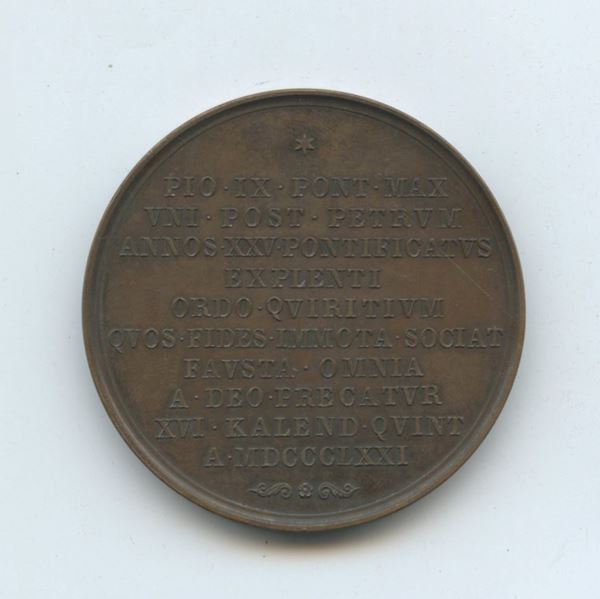 PIO · IX · PONT · MAX
VNI · POST · PETRVM
ANNOS · XXV · PONTIFICATVS
EXPLENTI
ORDO · QVIRITIVM
QVOS · FIDES · IMMOTA · SOCIAT
FAVSTA · OMNIA
A · DEO · PRECATVR
XVI · KALEND · QVINT
A · MDCCCLXXI